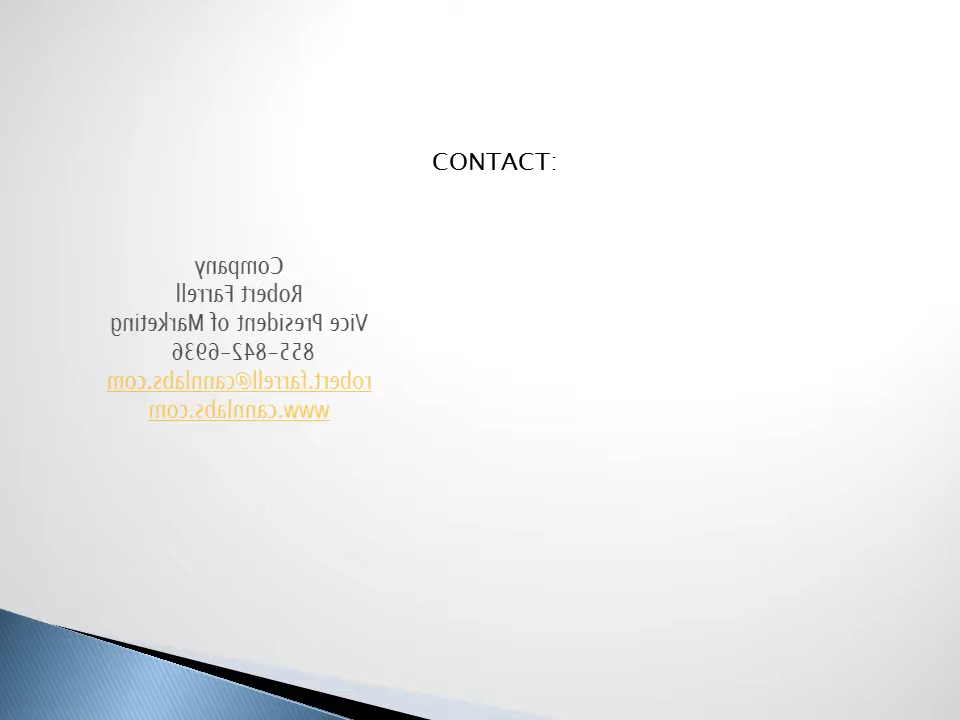 CONTACT:
Company
Robert Farrell
Vice President of Marketing
855-842-6936
robert.farrell@cannlabs.com
www.cannlabs.com